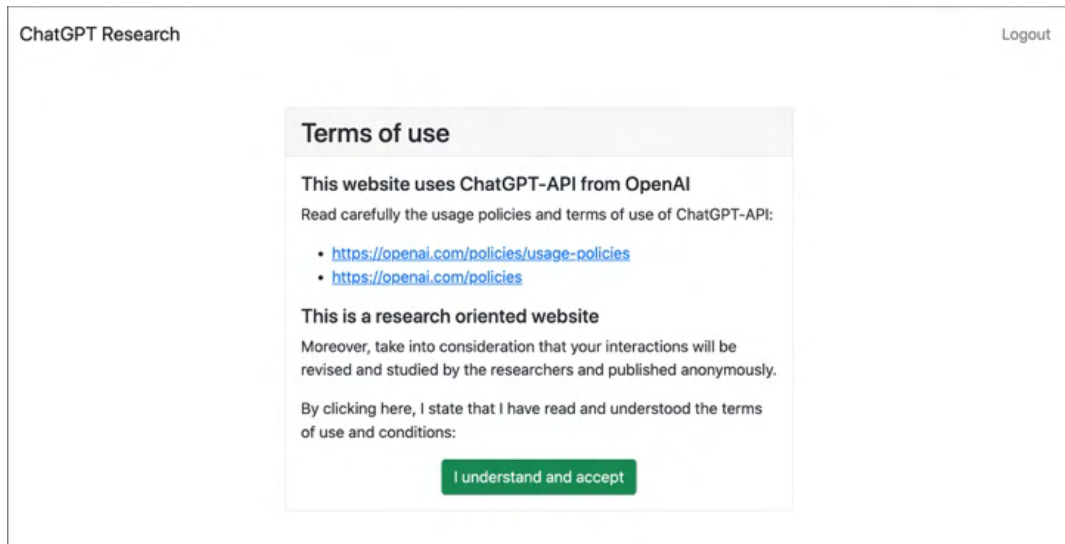 ChatGPT Research
Logout
Terms of use
This website uses ChatGPT-API from OpenAI
Read carefully the usage policies and terms of use of ChatGPT-API:
• https://openai.com/policies/usage-policies
• https://openai.com/policies
This is a research oriented website
Moreover, take into consideration that your interactions will be
revised and studied by the researchers and published anonymously.
By clicking here, I state that I have read and understood the terms
of use and conditions:
I understand and accept